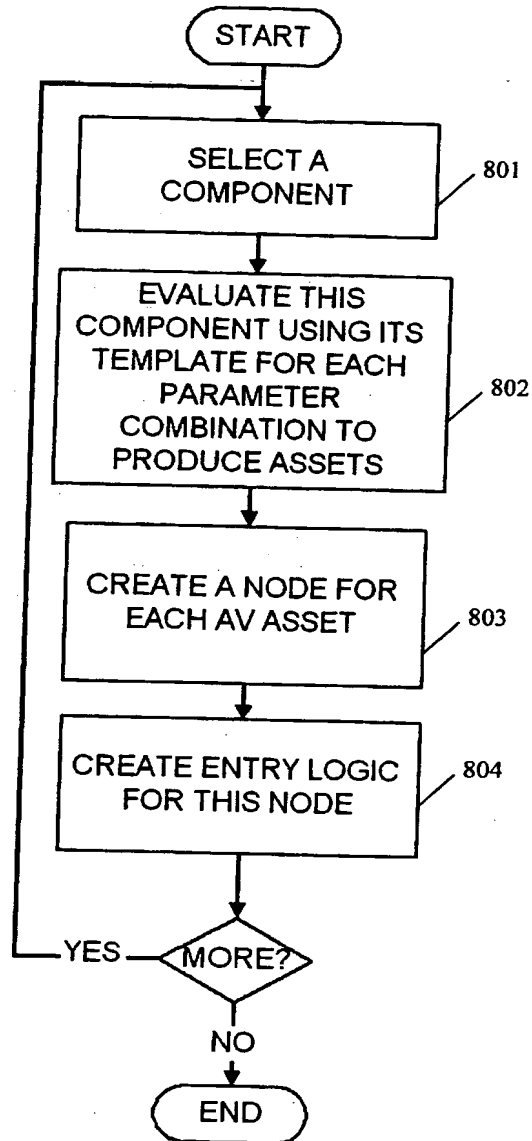 START
SELECT A
COMPONENT
801
EVALUATE THIS
COMPONENT USING ITS
TEMPLATE FOR EACH
PARAMETER
COMBINATION TO
PRODUCE ASSETS
802
CREATE A NODE FOR
EACH AV ASSET
803
CREATE ENTRY LOGIC
FOR THIS NODE
804
YES
MORE?
NO
END